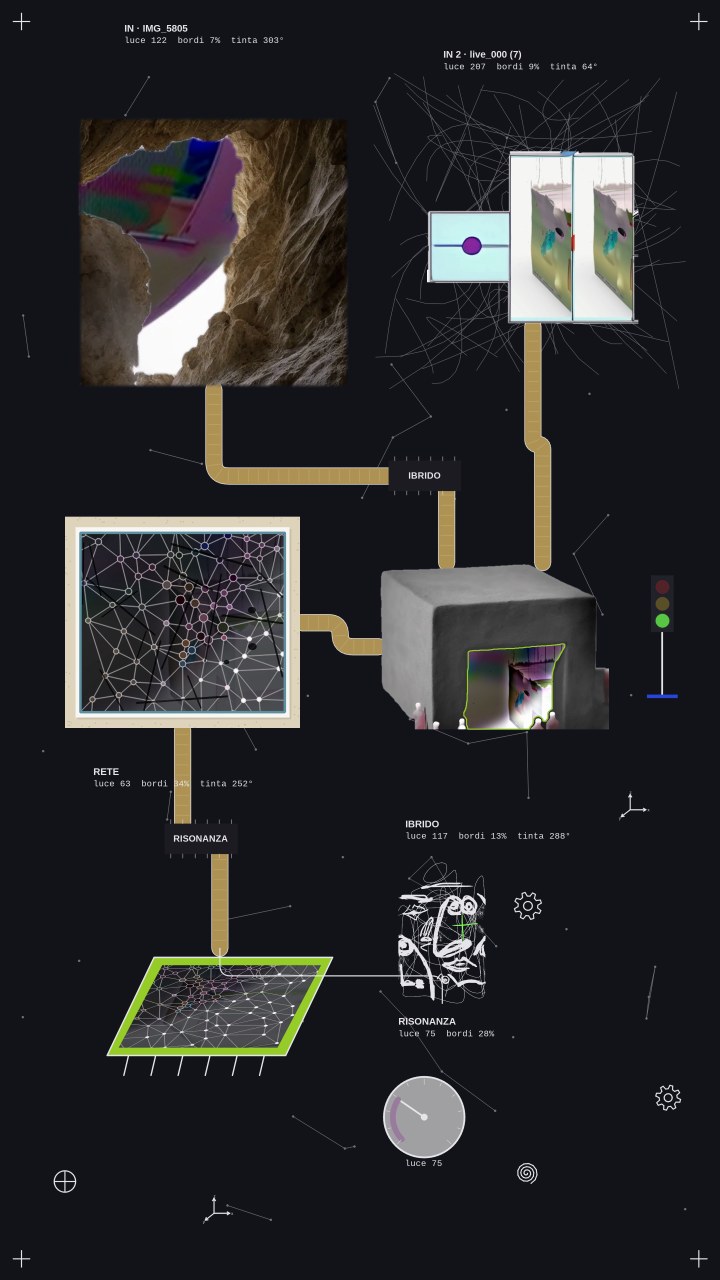 IN · IMG_5805
luce 122  bordi 7%  tinta 303°
IN 2 · live_000 (7)
luce 207  bordi 9%  tinta 64°
IBRIDO
RETE
luce 63  bordi 34%  tinta 252°
RISONANZA
IBRIDO
luce 117  bordi 13%  tinta 288°
RISONANZA
luce 75  bordi 28%
luce 75